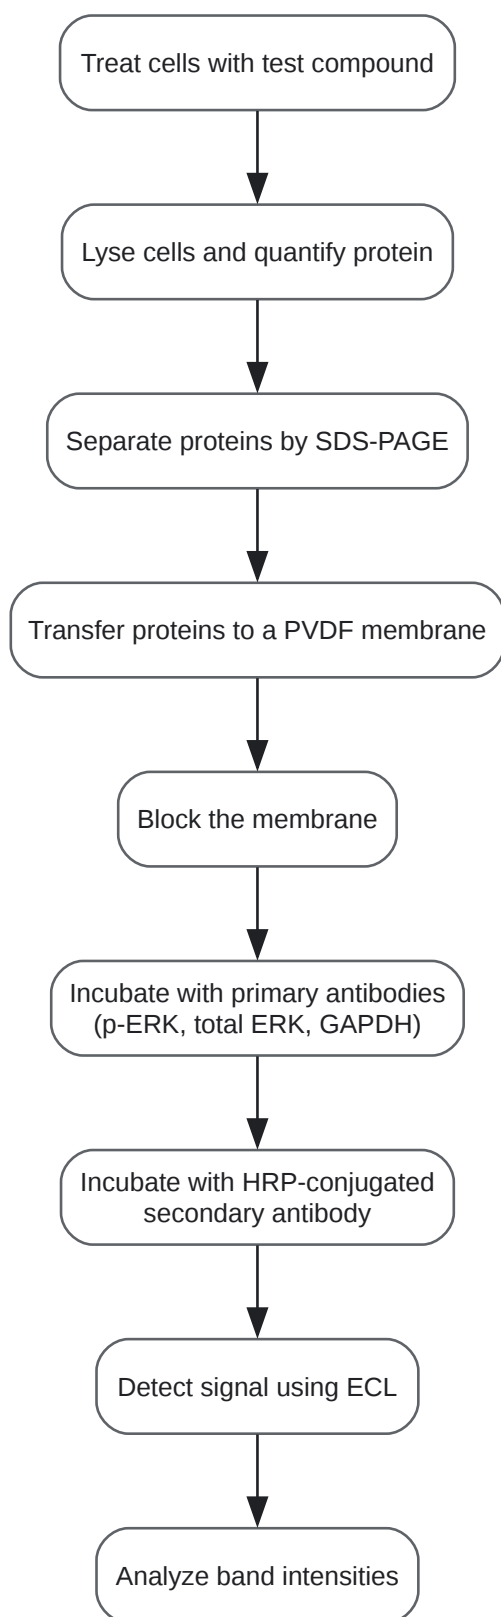 Treat cells with test compound
Lyse cells and quantify protein
Separate proteins by SDS-PAGE
Transfer proteins to a PVDF membrane
Block the membrane
Incubate with primary antibodies
(p-ERK, total ERK, GAPDH)
Incubate with HRP-conjugated
secondary antibody
Detect signal using ECL
Analyze band intensities